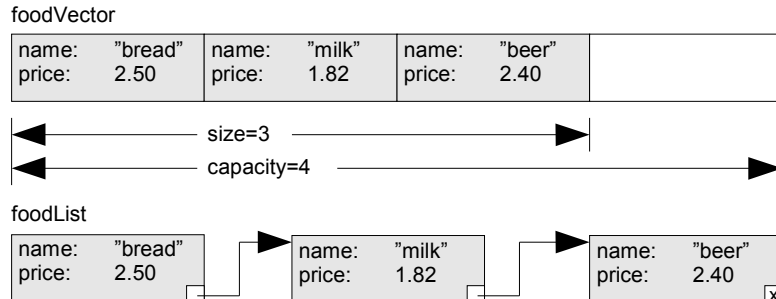 foodVector
name: ”bread” name: ”milk” name: ”beer”
price: 2.50 price: 1.82 price: 2.40
size=3
capacity=4
foodList
name: ”bread” name: ”milk” name: ”beer”
price: 2.50 price: 1.82 price: 2.40
x